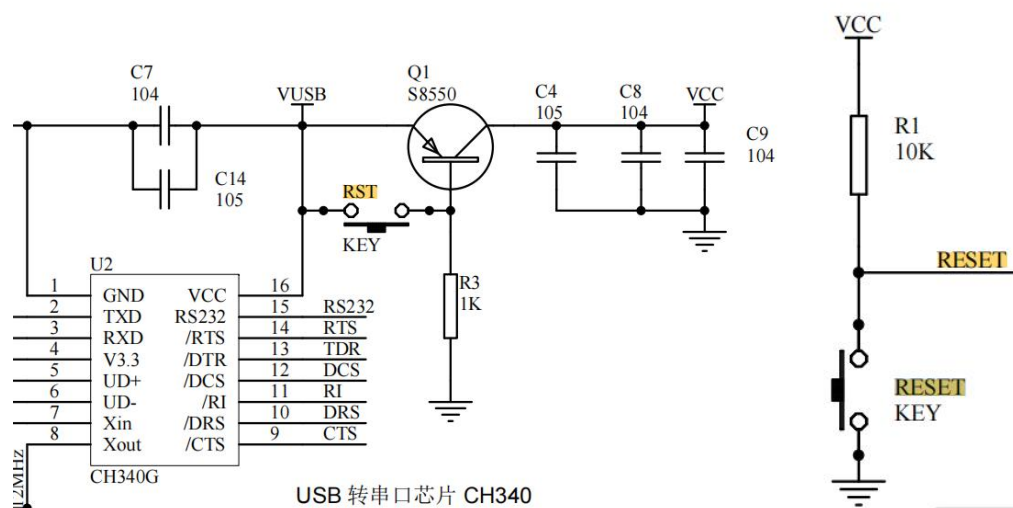 C7
104
C14
105
VUSB
Q1
S8550
C4
105
C8
104
VCC
C9
104
RST
KEY
R3
1K
U2
1 GND VCC 16
2 TXD RS232 15 RS232
3 RXD /RTS 14 RTS
4 V3.3 /DTR 13 TDR
5 UD+ /DCS 12 DCS
6 UD- /RI 11 RI
7 Xin /DRS 10 DRS
8 Xout /CTS 9 CTS
CH340G
USB 转串口芯片 CH340
VCC
R1
10K
RESET
RESET
KEY